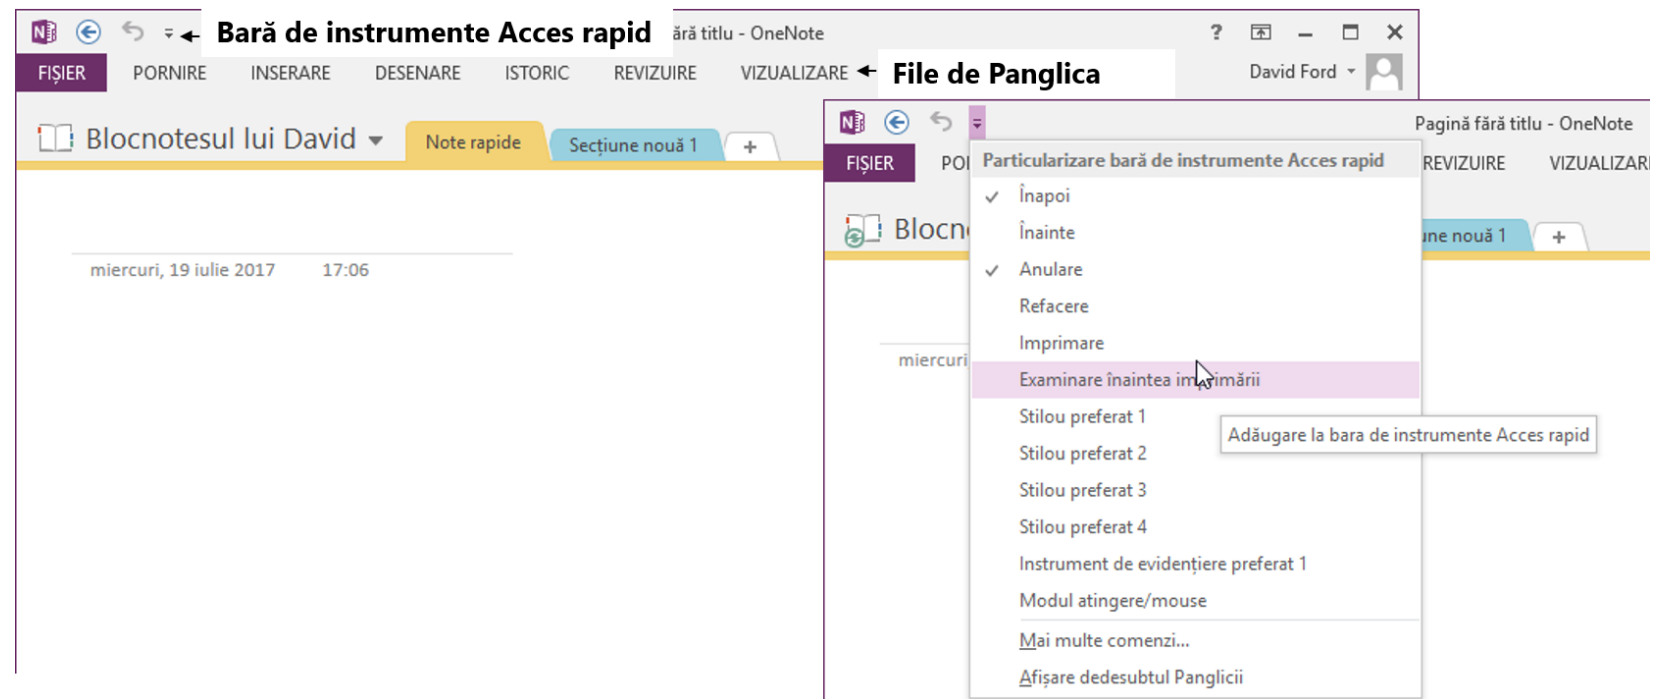 Bară de instrumente Acces rapid
ără titlu - OneNote
?
FIȘIER PORNIRE INSERARE DESENARE ISTORIC REVIZUIRE VIZUALIZARE
File de Panglica
David Ford
Blocnotesul lui David
Note rapide
Secțiune nouă 1
+
miercuri, 19 iulie 2017 17:06
Pagină fără titlu - OneNote
FIȘIER
POI
REVIZUIRE
VIZUALIZARI
Blocn
une nouă 1
+
miercuri
Particularizare bară de instrumente Acces rapid
Înapoi
Înainte
Anulare
Refacere
Imprimare
Examinare înaintea imprimării
Stilou preferat 1
Adăugare la bara de instrumente Acces rapid
Stilou preferat 2
Stilou preferat 3
Stilou preferat 4
Instrument de evidențiere preferat 1
Modul atingere/mouse
Mai multe comenzi...
Afișare dedesubtul Panglicii